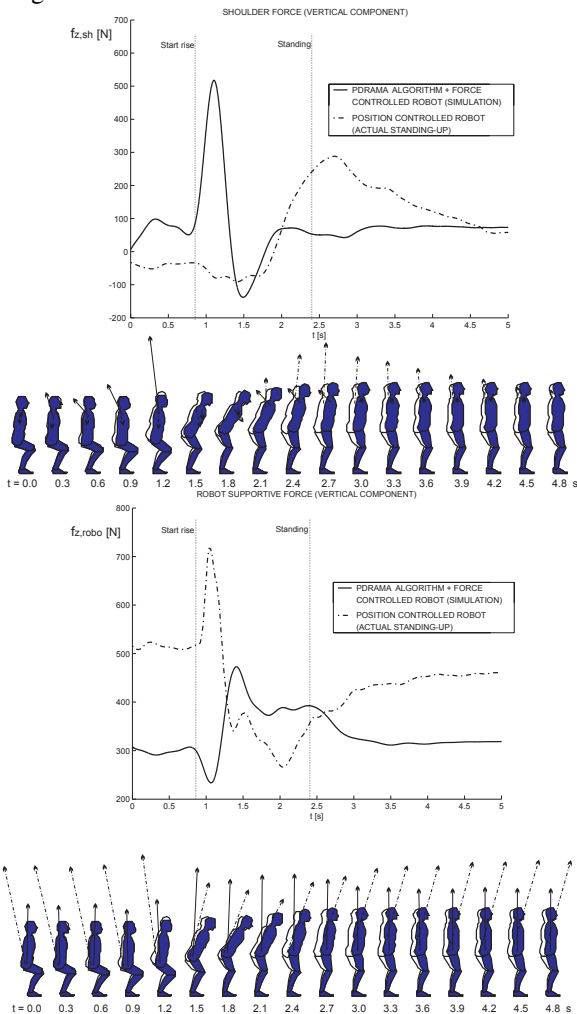 SHOULDER FORCE (VERTICAL COMPONENT)
fz,sh [N]
Start rise
Standing
PDRAMA ALGORITHM + FORCE
CONTROLLED ROBOT (SIMULATION)
POSITION CONTROLLED ROBOT
(ACTUAL STANDING-UP)
700
600
500
400
300
200
100
0
-100
-200
0 0.5 1 1.5 2 2.5 3 3.5 4 4.5 5
t [s]
t = 0.0 0.3 0.6 0.9 1.2 1.5 1.8 2.1 2.4 2.7 3.0 3.3 3.6 3.9 4.2 4.5 4.8 s
ROBOT SUPPORTIVE FORCE (VERTICAL COMPONENT)
fz,robo [N]
Start rise
Standing
PDRAMA ALGORITHM + FORCE
CONTROLLED ROBOT (SIMULATION)
POSITION CONTROLLED ROBOT
(ACTUAL STANDING-UP)
800
700
600
500
400
300
200
0 0.5 1 1.5 2 2.5 3 3.5 4 4.5 5
t [s]
t = 0.0 0.3 0.6 0.9 1.2 1.5 1.8 2.1 2.4 2.7 3.0 3.3 3.6 3.9 4.2 4.5 4.8 s